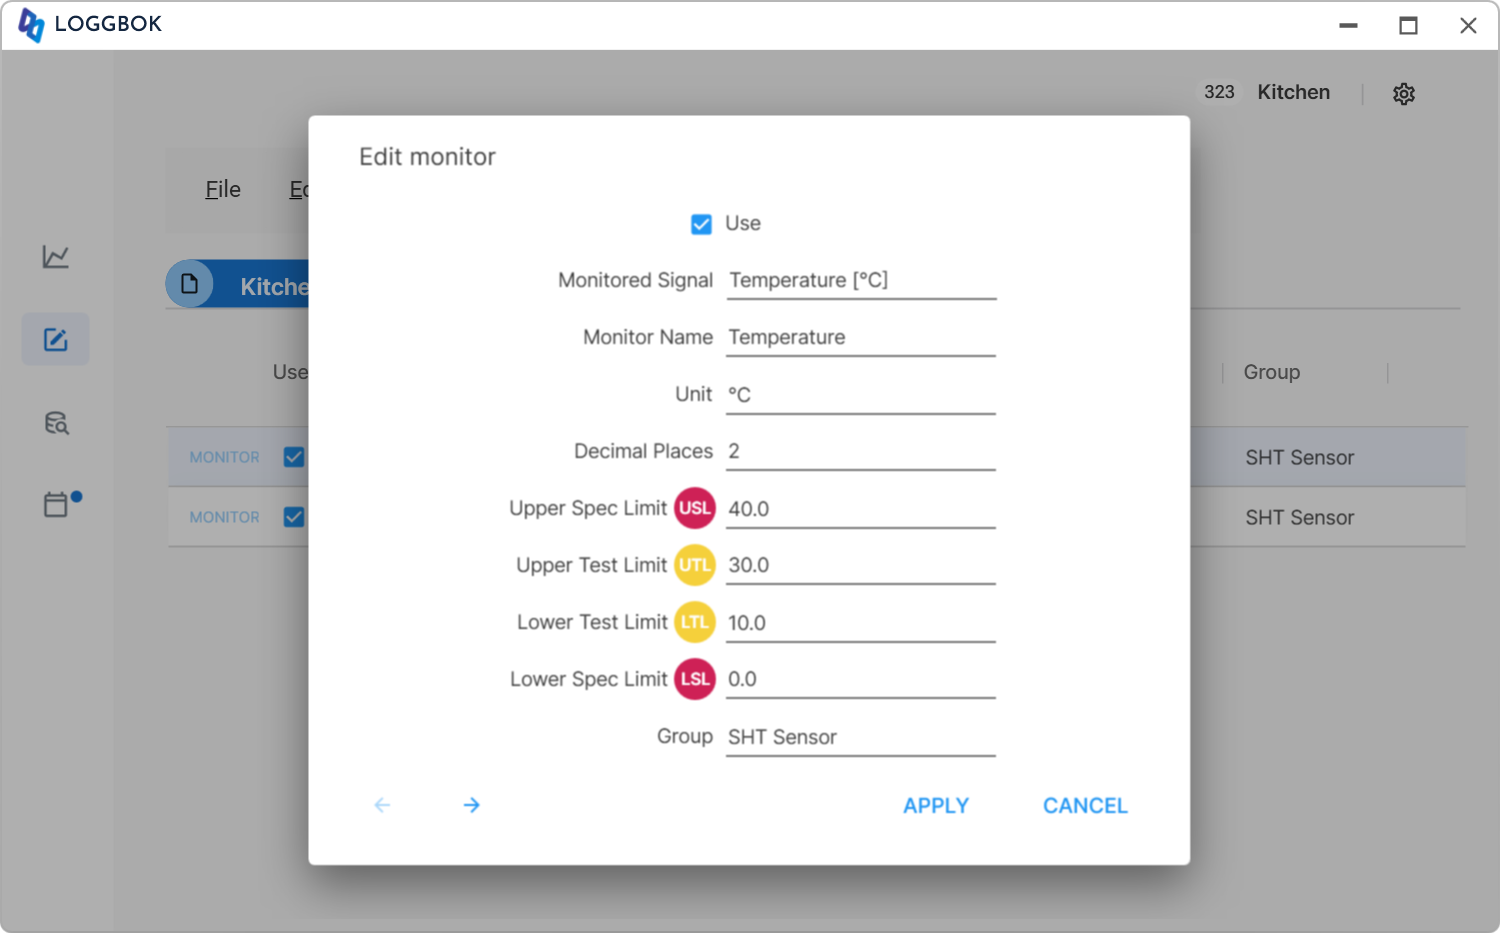 LOGGBOK
323 Kitchen
Edit monitor
File
Use
Monitored Signal Temperature [°C]
Monitor Name Temperature
Unit °C
Decimal Places 2
Upper Spec Limit USL 40.0
Upper Test Limit UTL 30.0
Lower Test Limit LTL 10.0
Lower Spec Limit LSL 0.0
Group SHT Sensor
APPLY CANCEL
Kitche
Use Group
MONITOR SHT Sensor
MONITOR SHT Sensor